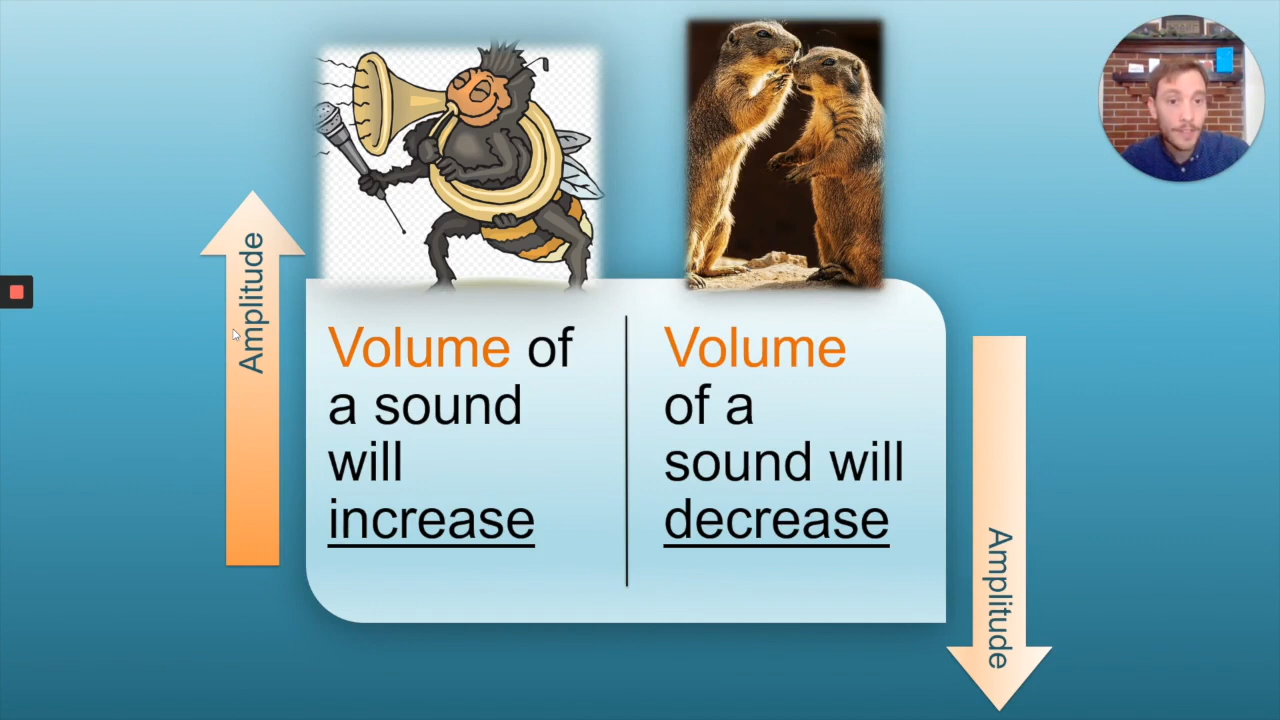 Amplitude
Volume of
a sound
will
increase
Volume
of a
sound will
decrease
Amplitude